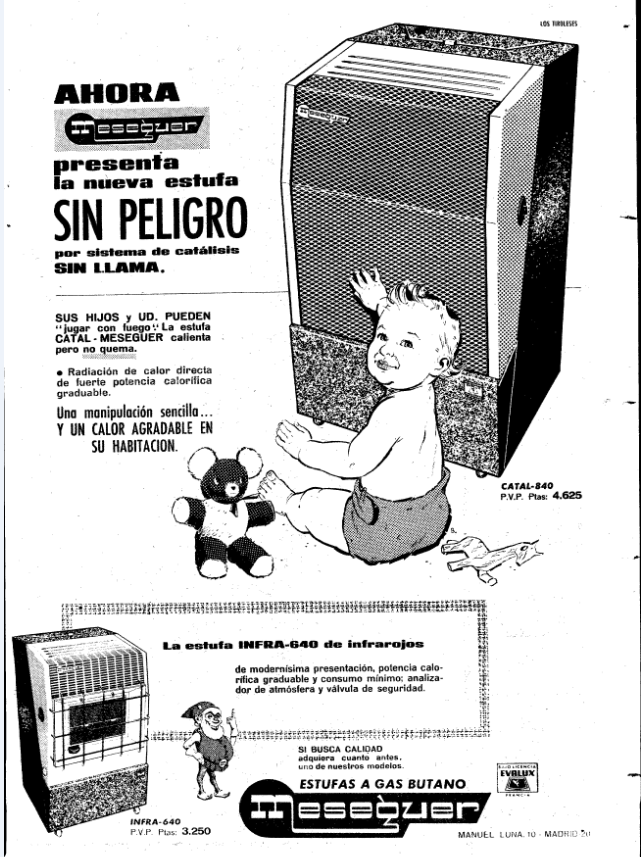 LOS TIROLESES
AHORA
meseguer
presenta
la nueva estufa
SIN PELIGRO
por sistema de catálisis
SIN LLAMA.
SUS HIJOS y UD. PUEDEN
"jugar con fuego". La estufa
CATAL-MESEGUER calienta
pero no quema.
• Radiación de calor directa
de fuerte potencia calorífica
graduable.
Una manipulación sencilla...
Y UN CALOR AGRADABLE EN
SU HABITACION.
meseguer
CATAL-840
P.V.P. Ptas: 4.625
La estufa INFRA-640 de infrarojos
de modernísima presentación, potencia calo-
rífica graduable y consumo mínimo: analiza-
dor de atmósfera y válvula de seguridad.
SI BUSCA CALIDAD
adquiera cuanto antes,
uno de nuestros modelos.
ESTUFAS A GAS BUTANO
meseguer
BAJO LICENCIA
EVALUX
FRANCIA
INFRA-640
P.V.P. Ptas: 3.250
MANUEL LUNA, 10 - MADRID 20